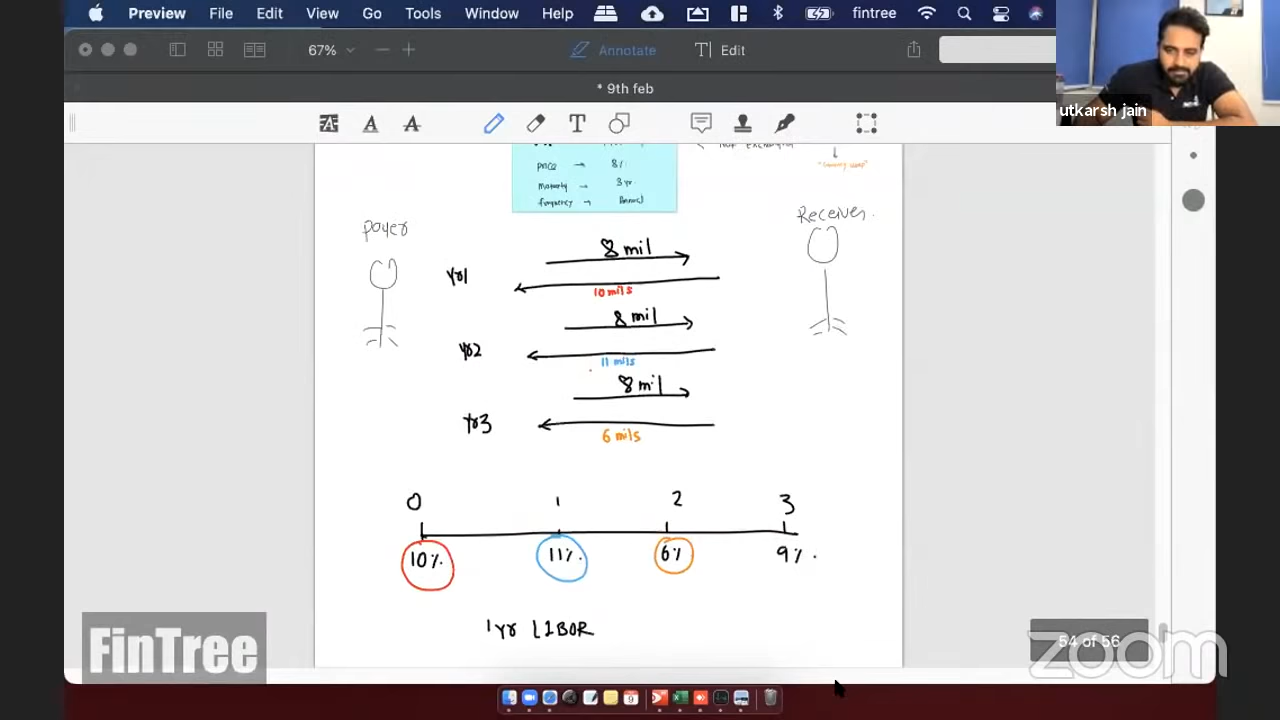 Preview File Edit View Go Tools Window Help fintree
67% Annotate Edit
* 9th feb
utkarsh jain
price → 8%
maturity → 3 yr.
frequency → Annual
Payer
Receiver.
8 mil
Yr1
10 mils
8 mil
Yr2
11 mils
8 mil
Yr3
6 mils
0 1 2 3
10%. 11%. 6% 9%.
1 yr LIBOR
FinTree
54 of 56
zoom